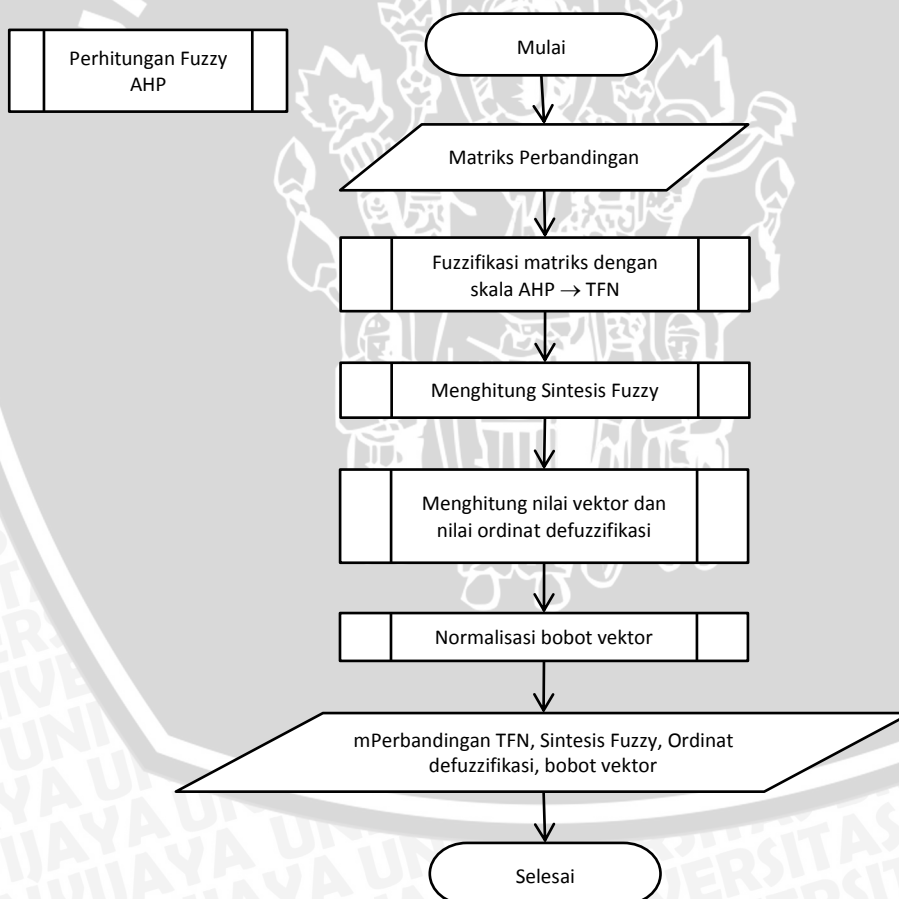 Perhitungan Fuzzy
AHP
Mulai
Matriks Perbandingan
Fuzzifikasi matriks dengan
skala AHP → TFN
Menghitung Sintesis Fuzzy
Menghitung nilai vektor dan
nilai ordinat defuzzifikasi
Normalisasi bobot vektor
mPerbandingan TFN, Sintesis Fuzzy, Ordinat
defuzzifikasi, bobot vektor
Selesai